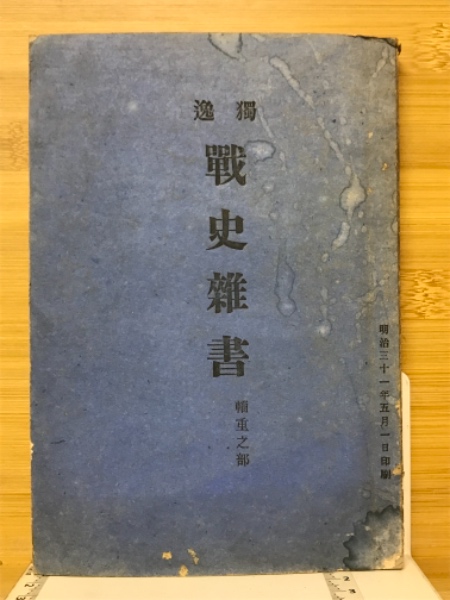 獨逸
戰史雜書
輜重之部
明治三十一年五月一日印刷